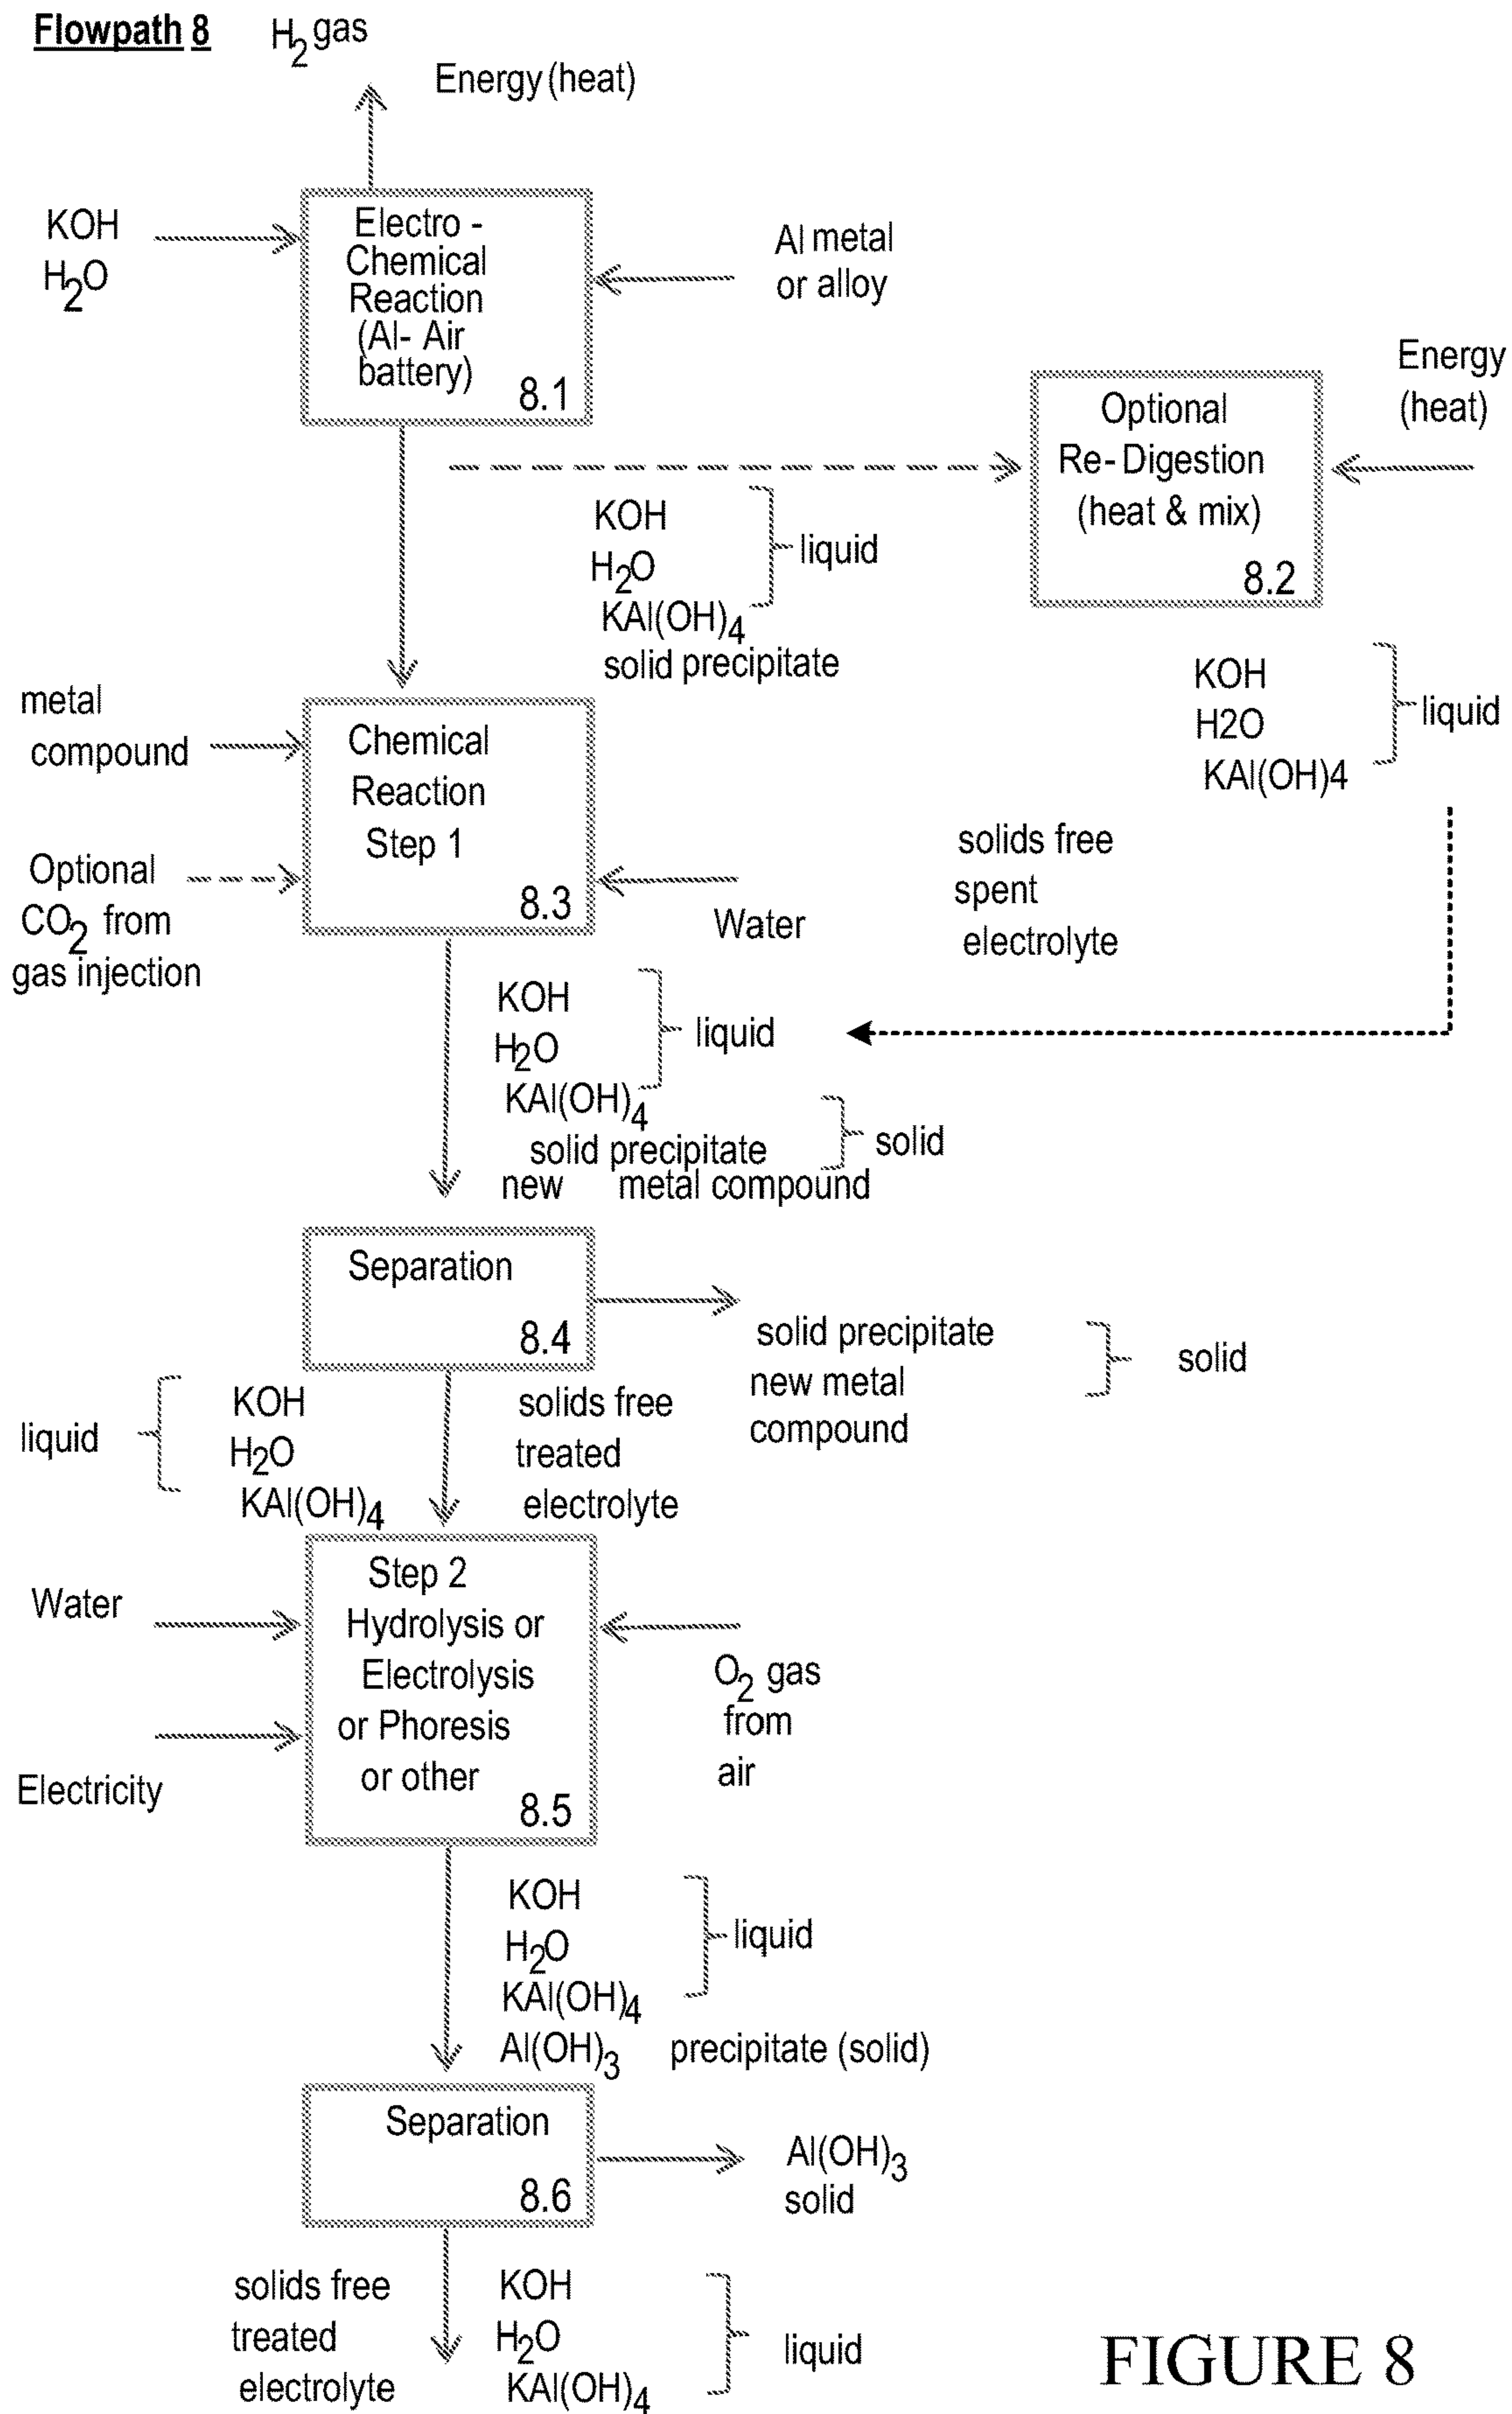 Flowpath 8
H2 gas
Energy (heat)
KOH
H2O
Electro -
Chemical
Reaction
(Al- Air
battery)
8.1
Al metal
or alloy
Energy
(heat)
Optional
Re- Digestion
(heat & mix)
8.2
KOH
H2O
KAl(OH)4
liquid
solid precipitate
KOH
H2O
KAl(OH)4
liquid
metal
compound
Chemical
Reaction
Step 1
8.3
Optional
CO2 from
gas injection
Water
solids free
spent
electrolyte
KOH
H2O
KAl(OH)4
liquid
solid precipitate
new metal compound
solid
Separation
8.4
solid precipitate
new metal
compound
solid
liquid
KOH
H2O
KAl(OH)4
solids free
treated
electrolyte
Water
Electricity
Step 2
Hydrolysis or
Electrolysis
or Phoresis
or other
8.5
O2 gas
from
air
KOH
H2O
KAl(OH)4
liquid
Al(OH)3 precipitate (solid)
Separation
8.6
Al(OH)3
solid
solids free
treated
electrolyte
KOH
H2O
KAl(OH)4
liquid
FIGURE 8